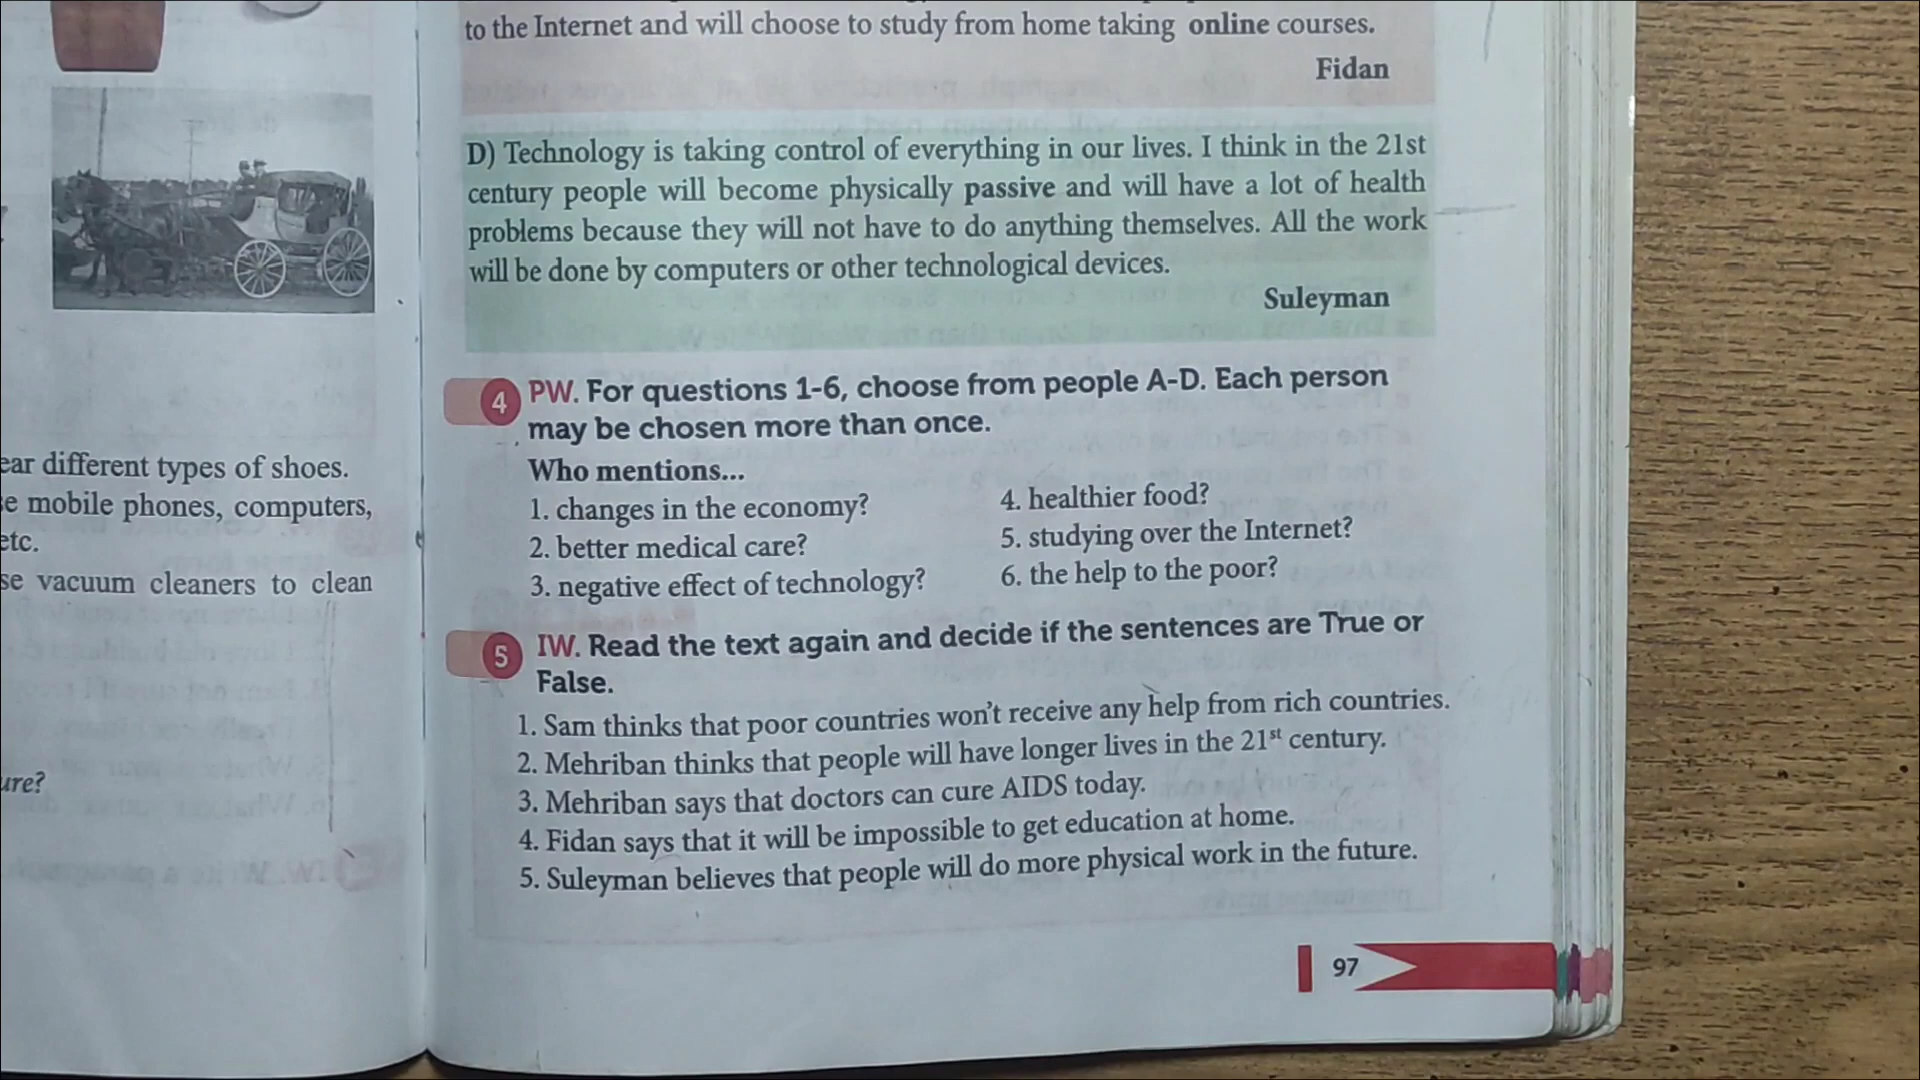 ear different types of shoes.
e mobile phones, computers,
etc.
se vacuum cleaners to clean
ure?
to the Internet and will choose to study from home taking online courses.
Fidan
D) Technology is taking control of everything in our lives. I think in the 21st
century people will become physically passive and will have a lot of health
problems because they will not have to do anything themselves. All the work
will be done by computers or other technological devices.
Suleyman
4 PW. For questions 1-6, choose from people A-D. Each person
may be chosen more than once.
Who mentions...
1. changes in the economy?
2. better medical care?
3. negative effect of technology?
4. healthier food?
5. studying over the Internet?
6. the help to the poor?
5 IW. Read the text again and decide if the sentences are True or
False.
1. Sam thinks that poor countries won't receive any help from rich countries.
2. Mehriban thinks that people will have longer lives in the 21st century.
3. Mehriban says that doctors can cure AIDS today.
4. Fidan says that it will be impossible to get education at home.
5. Suleyman believes that people will do more physical work in the future.
97